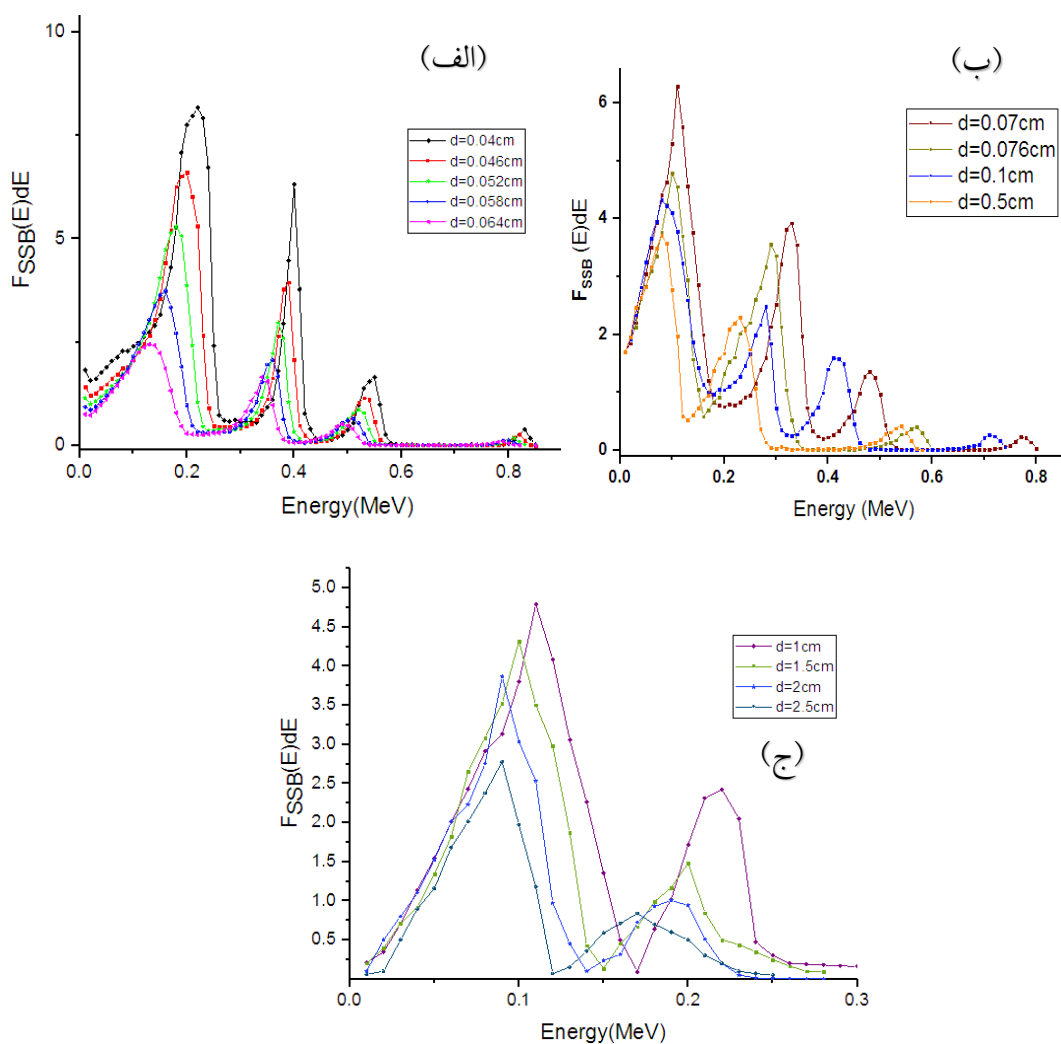 (الف)
10
5
0
0.0
0.2
0.4
0.6
0.8
F_SSB(E)dE
Energy(MeV)
d=0.04cm
d=0.046cm
d=0.052cm
d=0.058cm
d=0.064cm
(ب)
6
4
2
0
0.0
0.2
0.4
0.6
0.8
F_SSB (E)dE
Energy (MeV)
d=0.07cm
d=0.076cm
d=0.1cm
d=0.5cm
(ج)
5.0
4.5
4.0
3.5
3.0
2.5
2.0
1.5
1.0
0.5
0.0
0.1
0.2
0.3
F_SSB(E)dE
Energy(MeV)
d=1cm
d=1.5cm
d=2cm
d=2.5cm